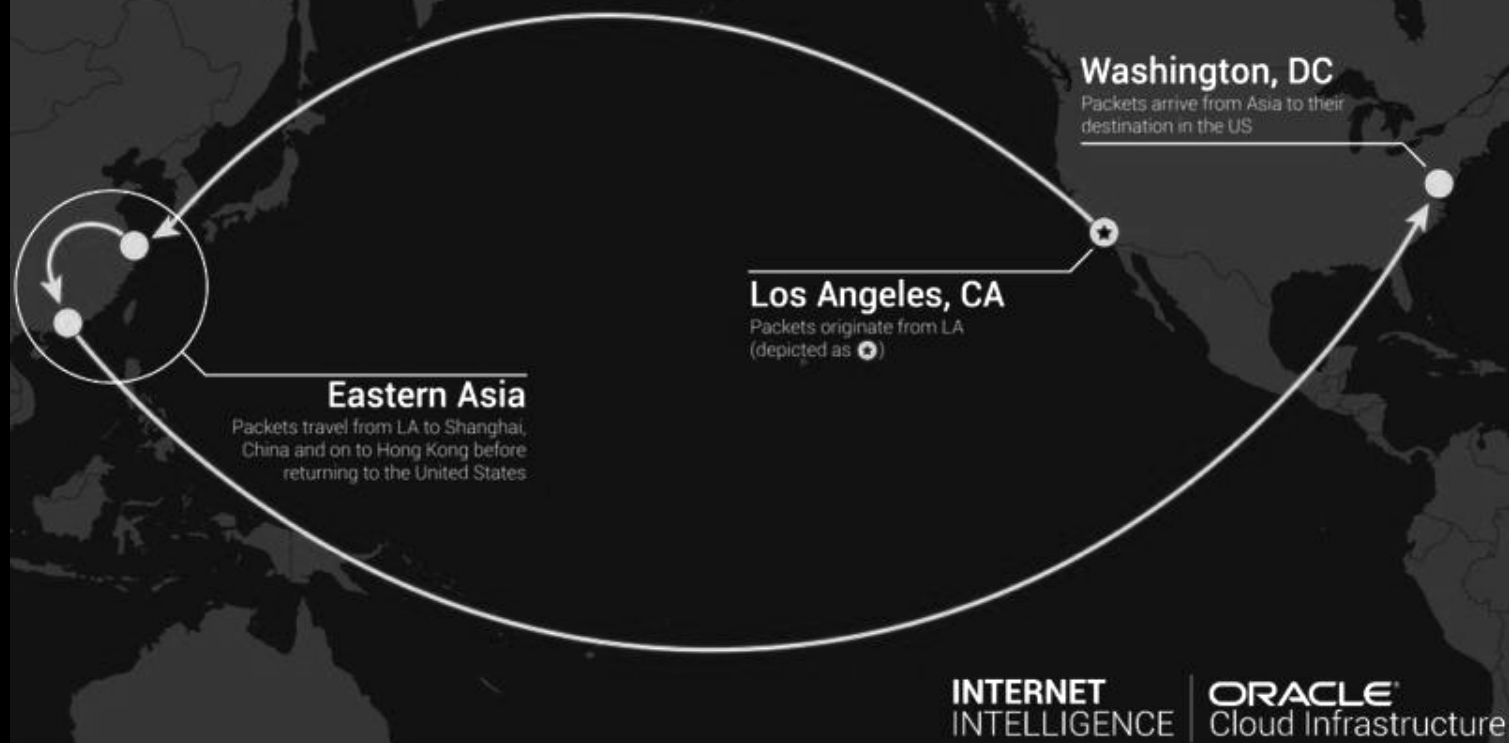 Washington, DC
Packets arrive from Asia to their
destination in the US
Los Angeles, CA
Packets originate from LA
(depicted as ★)
Eastern Asia
Packets travel from LA to Shanghai,
China and on to Hong Kong before
returning to the United States
INTERNET
INTELLIGENCE
ORACLE®
Cloud Infrastructure